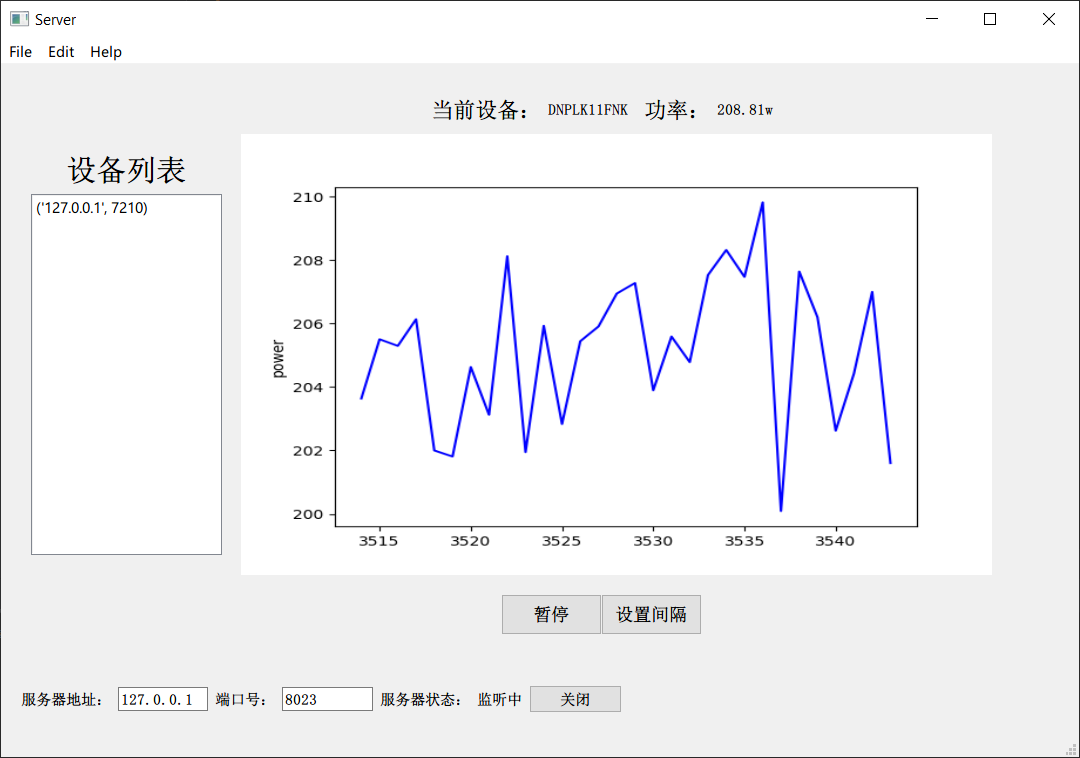 Server
File Edit Help
当前设备： DNPLK11FNK 功率： 208.81w
设备列表
('127.0.0.1', 7210)
210
208
206
204
202
200
power
3515 3520 3525 3530 3535 3540
暂停 设置间隔
服务器地址： 127.0.0.1 端口号： 8023 服务器状态： 监听中 关闭